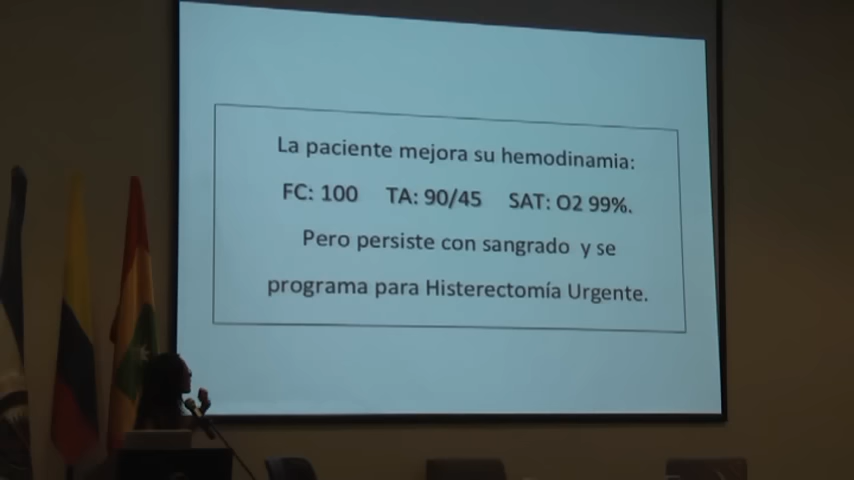 La paciente mejora su hemodinamia:
FC: 100 TA: 90/45 SAT: O2 99%.
Pero persiste con sangrado y se
programa para Histerectomía Urgente.